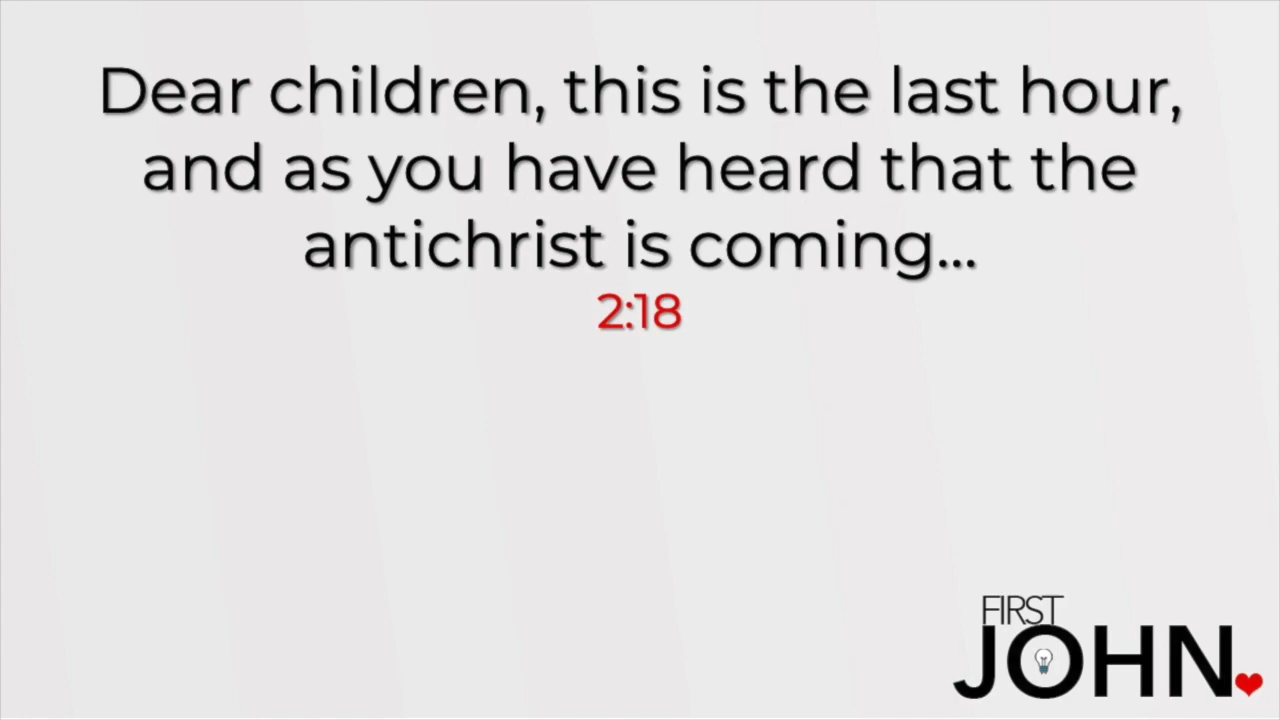 Dear children, this is the last hour,
and as you have heard that the
antichrist is coming...
2:18
FIRST
JOHN